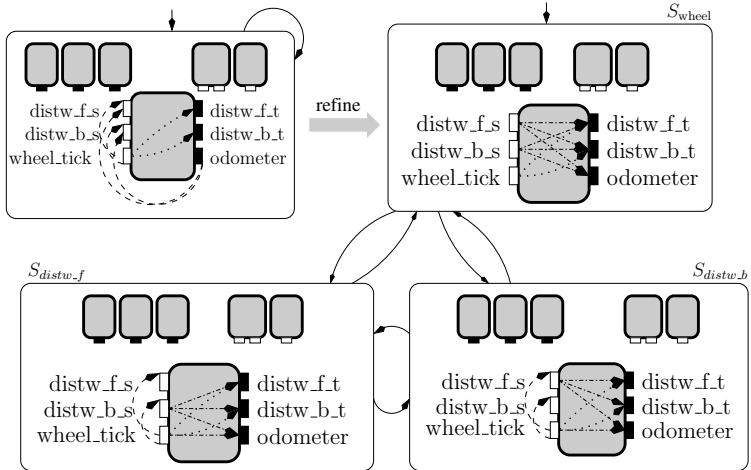 S_wheel
distw_f_s distw_f_t
distw_b_s distw_b_t
wheel_tick odometer
refine
distw_f_s distw_f_t
distw_b_s distw_b_t
wheel_tick odometer
S_distw_f
S_distw_b
distw_f_s distw_f_t
distw_b_s distw_b_t
wheel_tick odometer
distw_f_s distw_f_t
distw_b_s distw_b_t
wheel_tick odometer